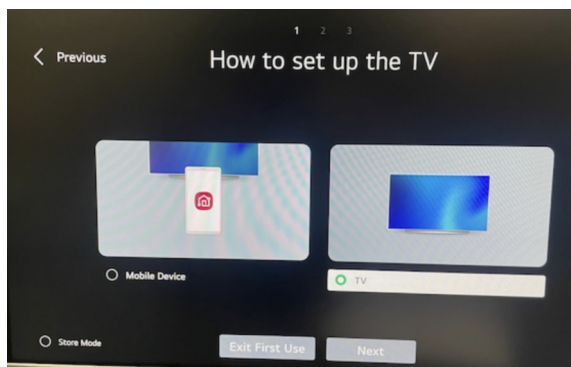 1 2 3
Previous
How to set up the TV
Mobile Device
TV
Store Mode
Exit First Use
Next